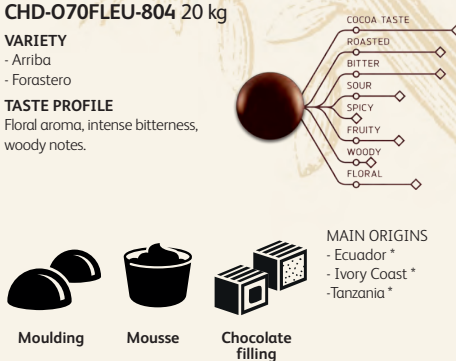 CHD-O70FLEU-804 20 kg
VARIETY
- Arriba
- Forastero
TASTE PROFILE
Floral aroma, intense bitterness,
woody notes.
COCOA TASTE
ROASTED
BITTER
SOUR
SPICY
FRUITY
WOODY
FLORAL
Moulding
Mousse
Chocolate
filling
MAIN ORIGINS
- Ecuador *
- Ivory Coast *
-Tanzania *